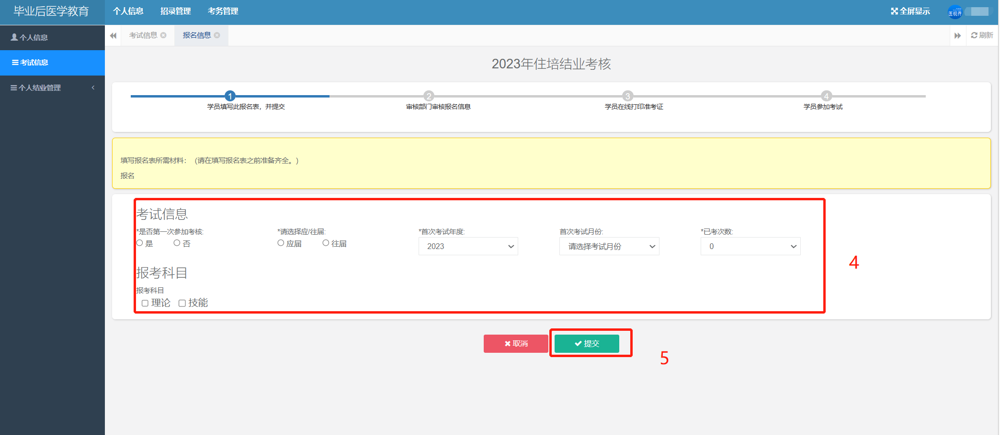 毕业后医学教育
个人信息 招录管理 考务管理
全屏显示
医视界
个人信息
考试信息
个人结业管理
考试信息 报名信息
刷新
2023年住培结业考核
1 2 3 4
学员填写此报名表，并提交 审核部门审核报名信息 学员在线打印准考证 学员参加考试
填写报名表所需材料：（请在填写报名表之前准备齐全。）
报名
考试信息
*是否第一次参加考核: *请选择应/往届: *首次考试年度: 首次考试月份: *已考次数:
是 否 应届 往届 2023 请选择考试月份 0
4
报考科目
报考科目
理论 技能
取消 提交
5